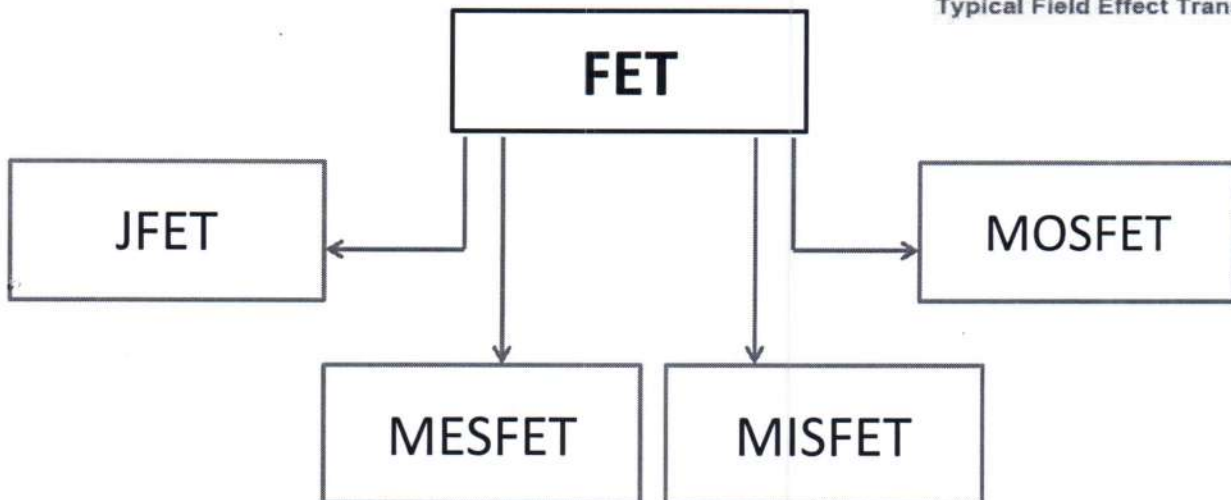 Typical Field Effect Tran
FET
JFET
MOSFET
MESFET
MISFET